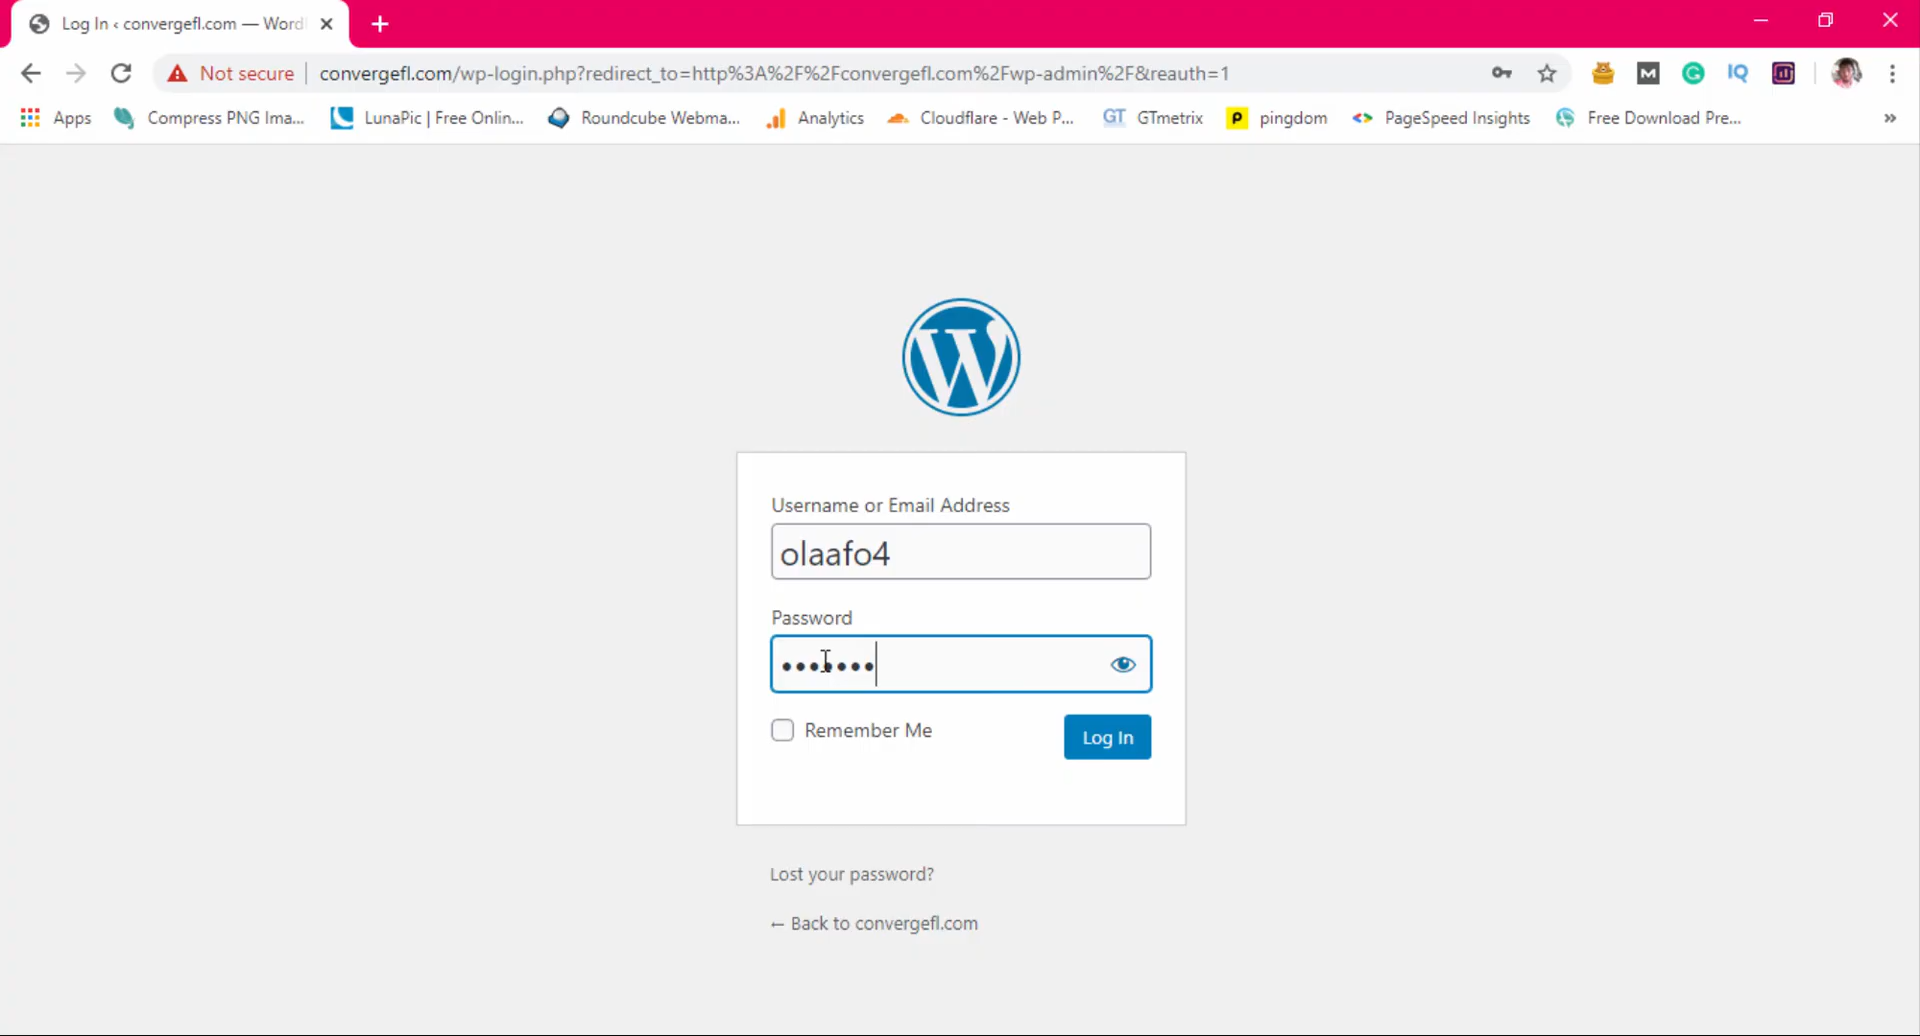 Log In ‹ convergefl.com — Word
Not secure
convergefl.com/wp-login.php?redirect_to=http%3A%2F%2Fconvergefl.com%2Fwp-admin%2F&reauth=1
Apps
Compress PNG Ima...
LunaPic | Free Onlin...
Roundcube Webma...
Analytics
Cloudflare - Web P...
GT
GTmetrix
p
pingdom
PageSpeed Insights
Free Download Pre...
»
M
G
IQ
W
Username or Email Address
olaafo4
Password
•••••••
Remember Me
Log In
Lost your password?
← Back to convergefl.com